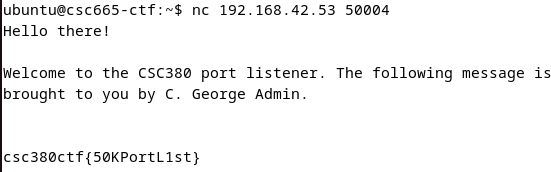 ubuntu@csc665-ctf:~$ nc 192.168.42.53 50004
Hello there!
Welcome to the CSC380 port listener. The following message is
brought to you by C. George Admin.
csc380ctf{50KPortL1st}